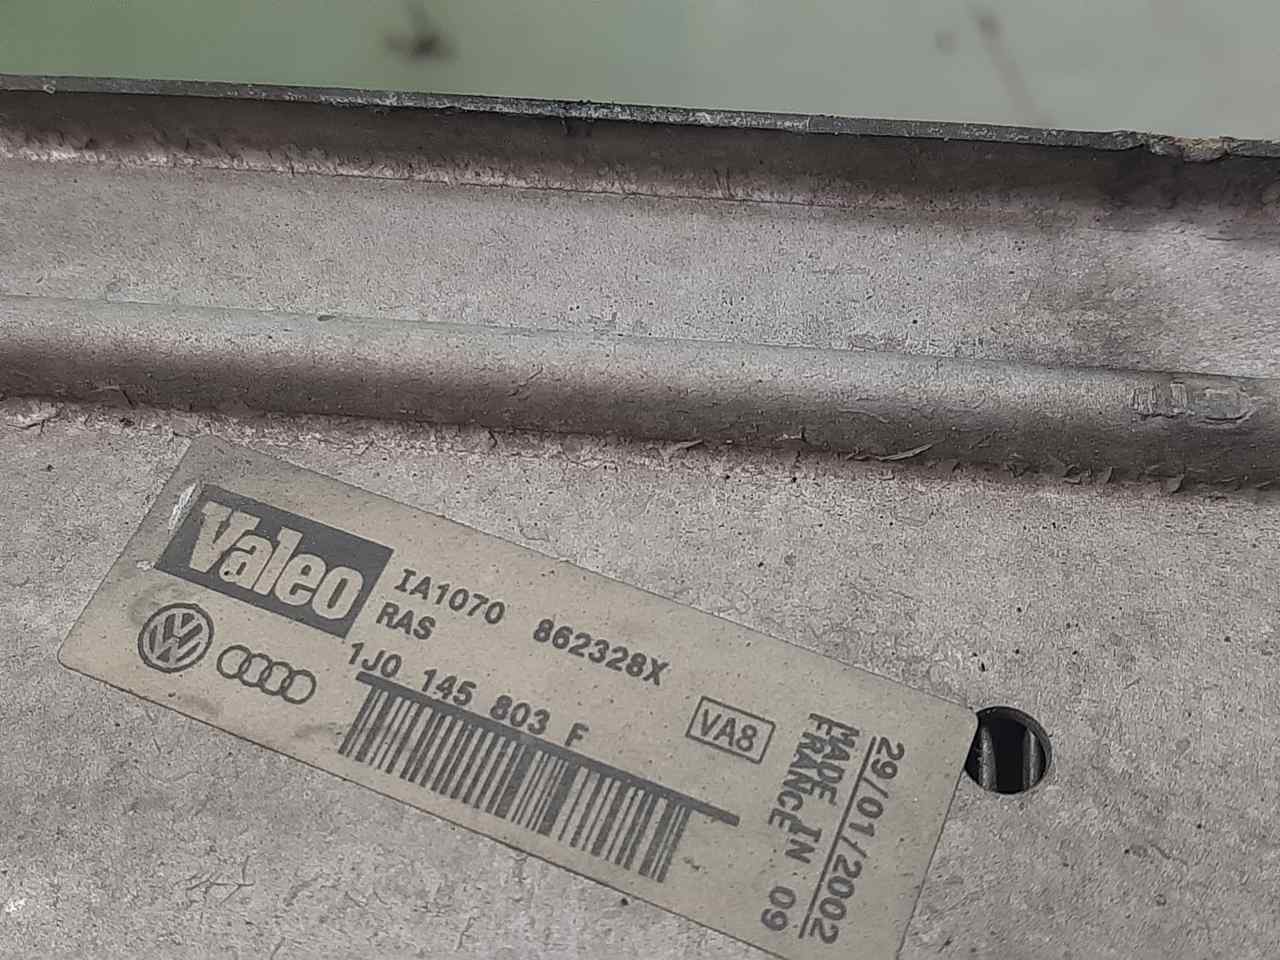 Valeo
IA1070 862328X
RAS
1J0 145 803 F
VA8
29/01/2002
MADE IN 09
FRANCE